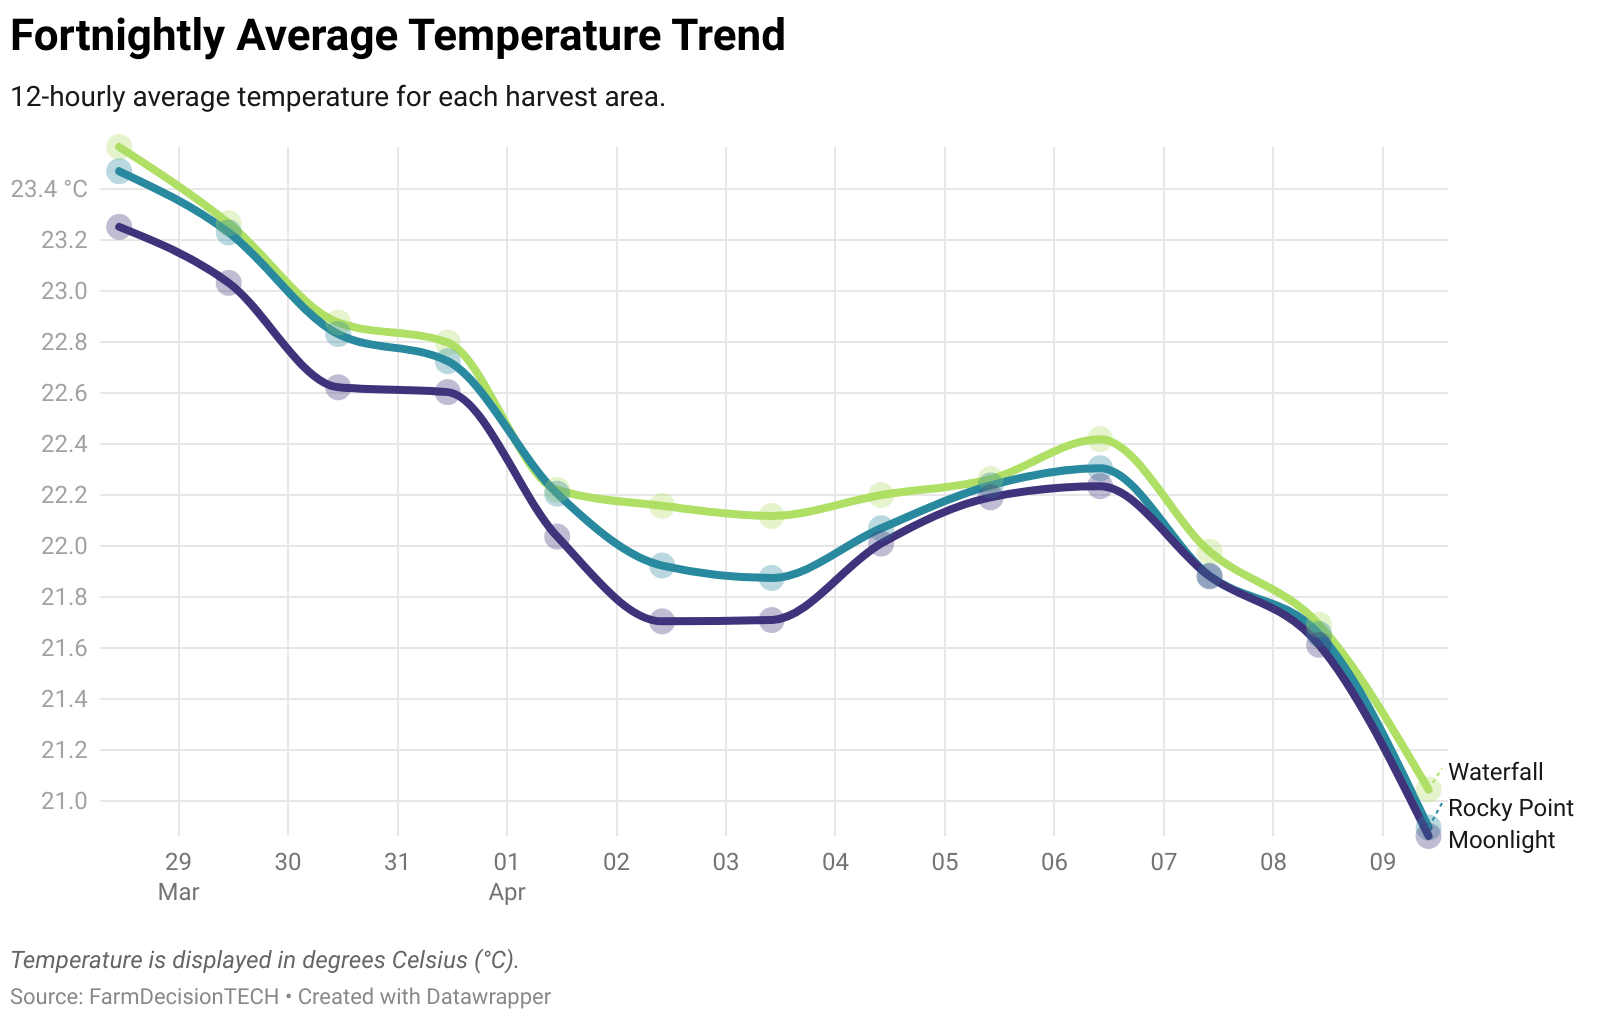 Fortnightly Average Temperature Trend
12-hourly average temperature for each harvest area.
23.4 °C
23.2
23.0
22.8
22.6
22.4
22.2
22.0
21.8
21.6
21.4
21.2
21.0
Waterfall
Rocky Point
Moonlight
29 30 31 01 02 03 04 05 06 07 08 09
Mar Apr
Temperature is displayed in degrees Celsius (°C).
Source: FarmDecisionTECH • Created with Datawrapper